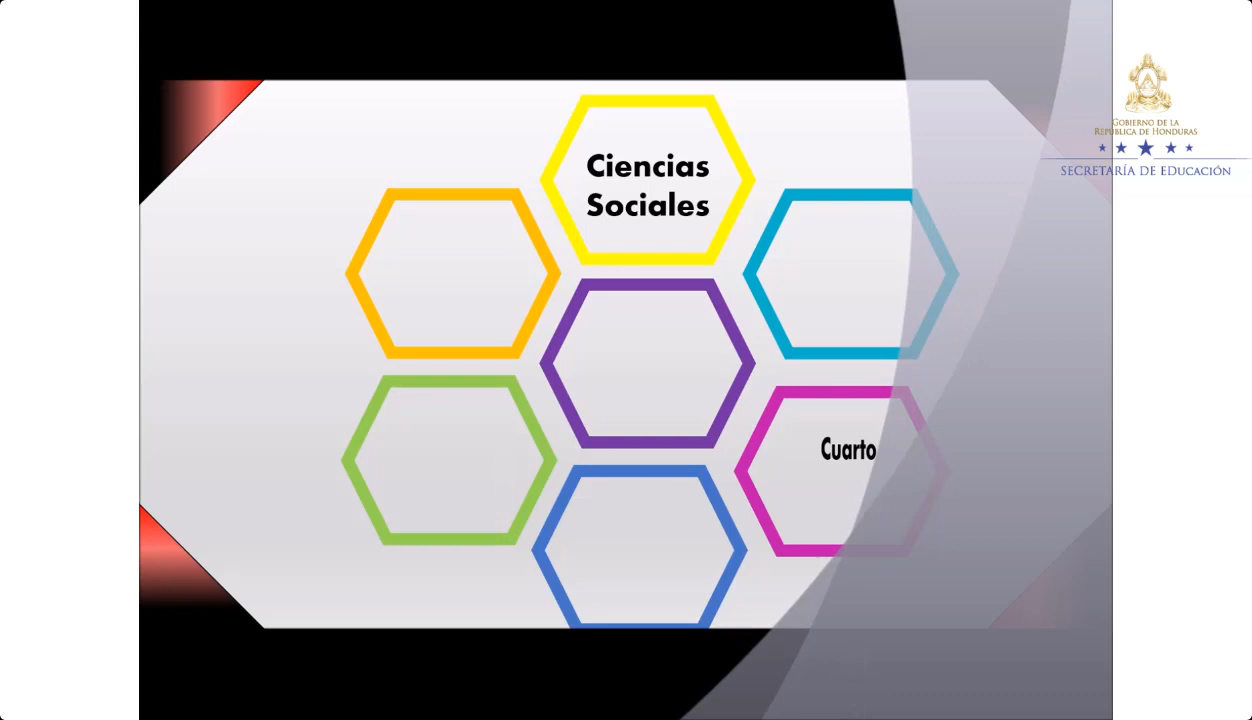 Ciencias
Sociales
Cuarto
GOBIERNO DE LA
REPÚBLICA DE HONDURAS
SECRETARÍA DE EDUCACIÓN